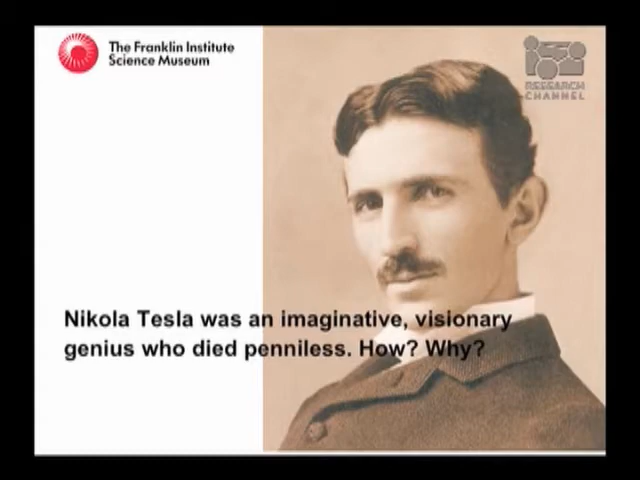 The Franklin Institute
Science Museum
RESEARCH
CHANNEL
Nikola Tesla was an imaginative, visionary
genius who died penniless. How? Why?